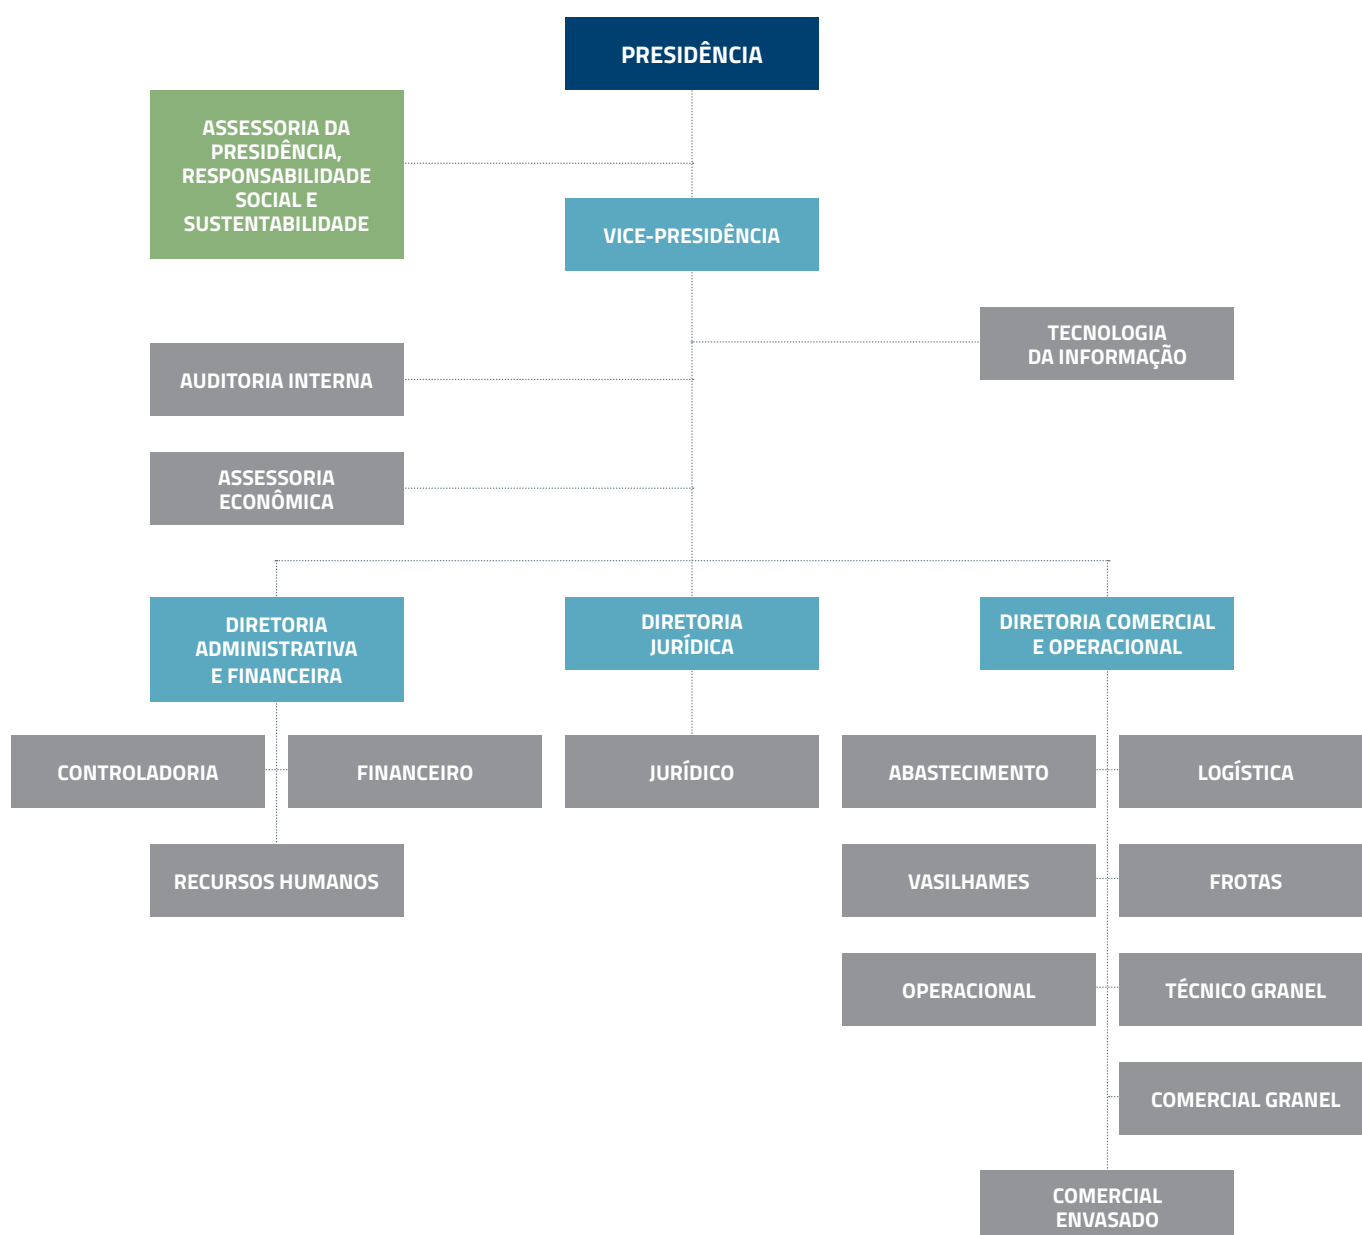 PRESIDÊNCIA
ASSESSORIA DA
PRESIDÊNCIA,
RESPONSABILIDADE
SOCIAL E
SUSTENTABILIDADE
VICE-PRESIDÊNCIA
TECNOLOGIA
DA INFORMAÇÃO
AUDITORIA INTERNA
ASSESSORIA
ECONÔMICA
DIRETORIA
ADMINISTRATIVA
E FINANCEIRA
DIRETORIA
JURÍDICA
DIRETORIA COMERCIAL
E OPERACIONAL
CONTROLADORIA
FINANCEIRO
JURÍDICO
ABASTECIMENTO
LOGÍSTICA
RECURSOS HUMANOS
VASILHAMES
FROTAS
OPERACIONAL
TÉCNICO GRANEL
COMERCIAL GRANEL
COMERCIAL
ENVASADO